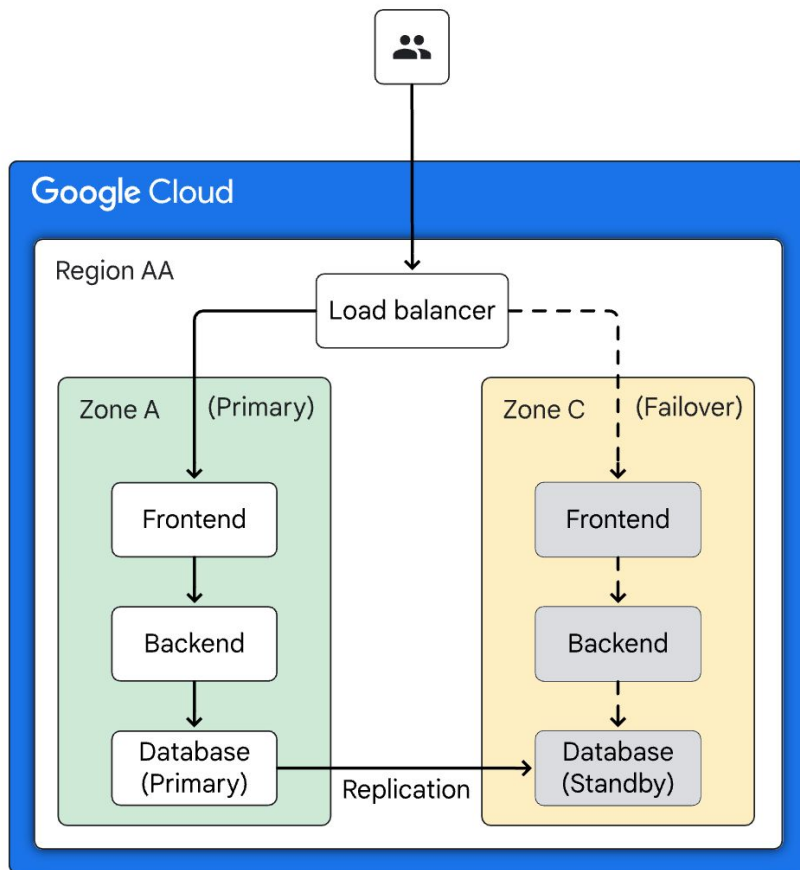 Google Cloud
Region AA
Load balancer
Zone A (Primary)
Frontend
Backend
Database
(Primary)
Replication
Zone C (Failover)
Frontend
Backend
Database
(Standby)